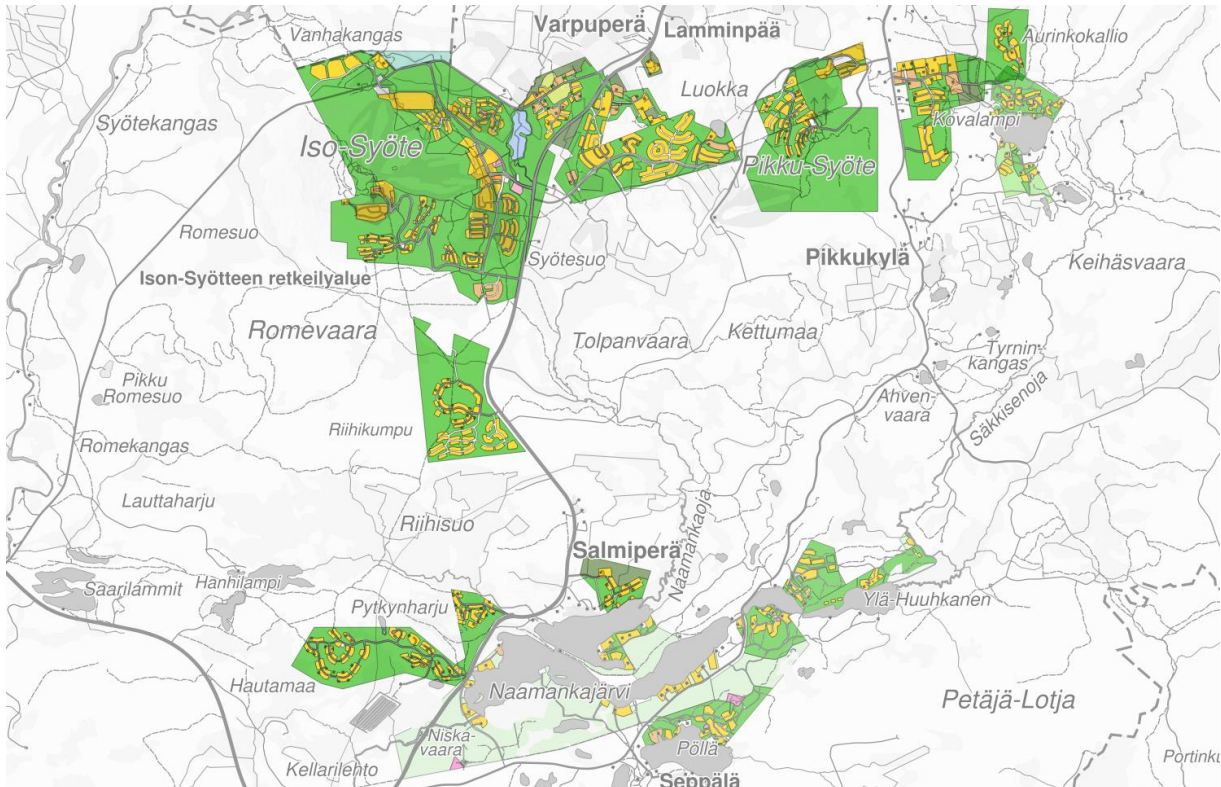 Varpuperä
Lamminpää
Vanhakangas
Aurinkokallio
Luokka
Syötekangas
Kovalampi
Iso-Syöte
Pikku-Syöte
Romesuo
Syötesuo
Pikkukylä
Keihäsvaara
Ison-Syötteen retkeilyalue
Romevaara
Tolpanvaara
Kettumaa
Tyrnin-
kangas
Pikku
Romesuo
Ahven-
vaara
Säkkisenoja
Riihikumpu
Romekangas
Lauttaharju
Riihisuo
Naamankaoja
Salmiperä
Saarilammit
Hanhilampi
Pytkynharju
Ylä-Huuhkanen
Hautamaa
Naamankajärvi
Petäjä-Lotja
Niska-
vaara
Pöllä
Kellarilehto
Portinku
Seppälä